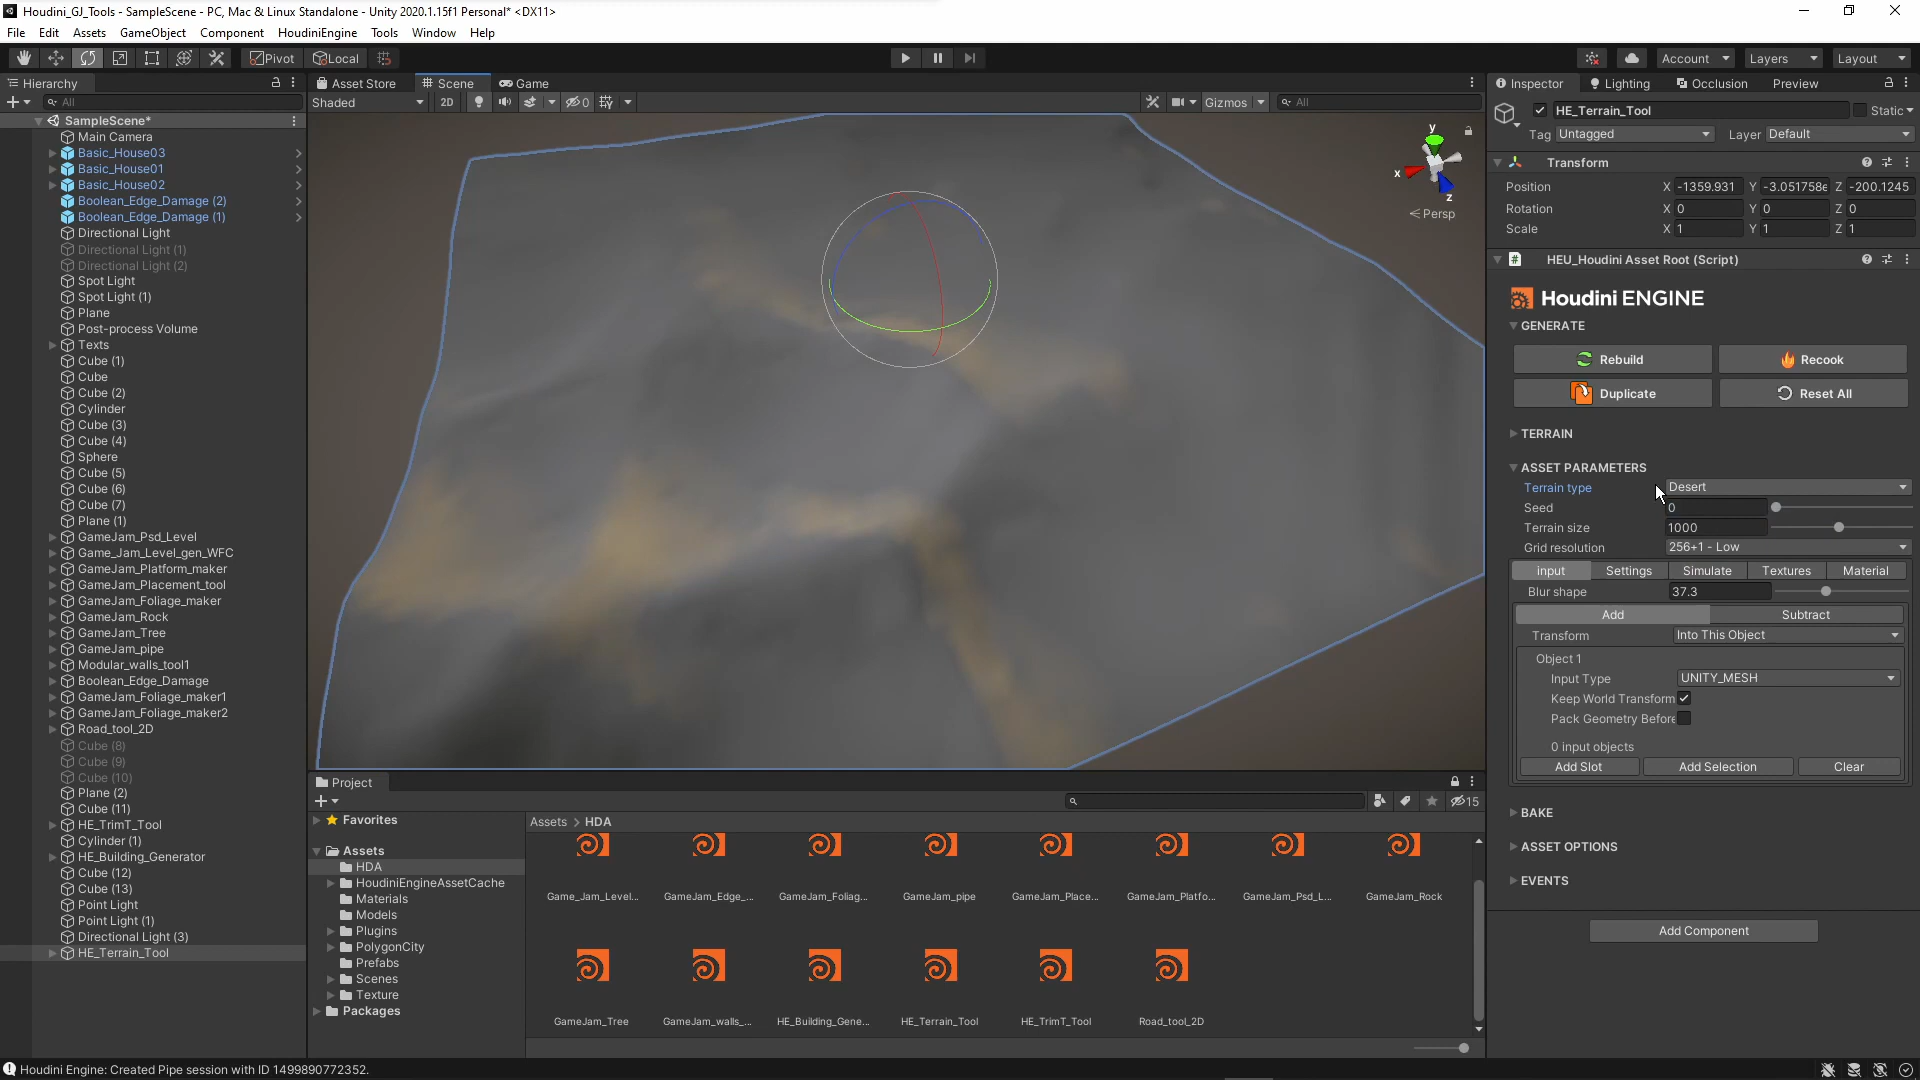 Houdini_GJ_Tools - SampleScene - PC, Mac & Linux Standalone - Unity 2020.1.15f1 Personal* <DX11>
File Edit Assets GameObject Component HoudiniEngine Tools Window Help
Pivot Local Account Layers Layout
Hierarchy
All
SampleScene*
Main Camera
Basic_House03
Basic_House01
Basic_House02
Boolean_Edge_Damage (2)
Boolean_Edge_Damage (1)
Directional Light
Directional Light (1)
Directional Light (2)
Spot Light
Spot Light (1)
Plane
Post-process Volume
Texts
Cube (1)
Cube
Cube (2)
Cylinder
Cube (3)
Cube (4)
Sphere
Cube (5)
Cube (6)
Cube (7)
Plane (1)
GameJam_Psd_Level
Game_Jam_Level_gen_WFC
GameJam_Platform_maker
GameJam_Placement_tool
GameJam_Foliage_maker
GameJam_Rock
GameJam_Tree
GameJam_pipe
Modular_walls_tool1
Boolean_Edge_Damage
GameJam_Foliage_maker1
GameJam_Foliage_maker2
Road_tool_2D
Cube (8)
Cube (9)
Cube (10)
Plane (2)
Cube (11)
HE_TrimT_Tool
Cylinder (1)
HE_Building_Generator
Cube (12)
Cube (13)
Point Light
Point Light (1)
Directional Light (3)
HE_Terrain_Tool
Asset Store Scene Game
Shaded 2D 0 Gizmos All
y
x
z
Persp
Project
15
Favorites
Assets
HDA
HoudiniEngineAssetCache
Materials
Models
Plugins
PolygonCity
Prefabs
Scenes
Texture
Packages
Assets > HDA
Game_Jam_Level... GameJam_Edge_... GameJam_Foliag... GameJam_pipe GameJam_Place... GameJam_Platfo... GameJam_Psd_L... GameJam_Rock
GameJam_Tree GameJam_walls_... HE_Building_Gene... HE_Terrain_Tool HE_TrimT_Tool Road_tool_2D
Inspector Lighting Occlusion Preview
HE_Terrain_Tool Static
Tag Untagged Layer Default
Transform
Position X -1359.931 Y -3.051758e Z -200.1245
Rotation X 0 Y 0 Z 0
Scale X 1 Y 1 Z 1
HEU_Houdini Asset Root (Script)
Houdini ENGINE
GENERATE
Rebuild Recook
Duplicate Reset All
TERRAIN
ASSET PARAMETERS
Terrain type Desert
Seed 0
Terrain size 1000
Grid resolution 256+1 - Low
Input Settings Simulate Textures Material
Blur shape 37.3
Add Subtract
Transform Into This Object
Object 1
Input Type UNITY_MESH
Keep World Transform
Pack Geometry Before
0 input objects
Add Slot Add Selection Clear
BAKE
ASSET OPTIONS
EVENTS
Add Component
Houdini Engine: Created Pipe session with ID 1499890772352.